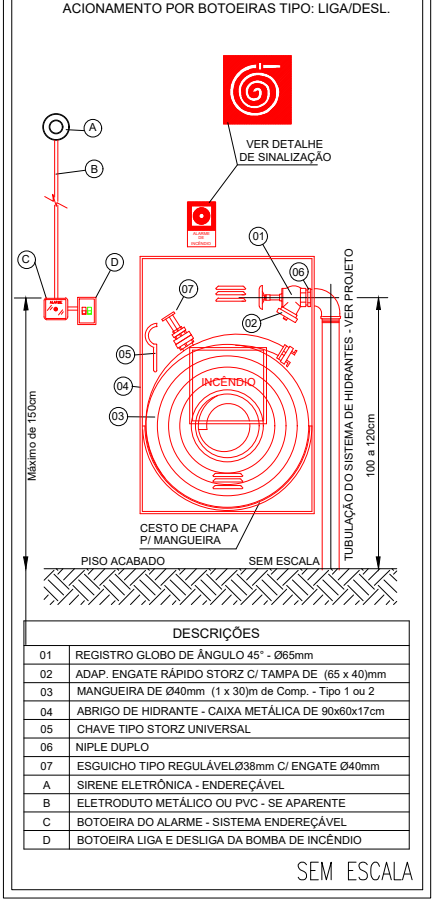 ACIONAMENTO POR BOTOEIRAS TIPO: LIGA/DESL.
VER DETALHE
DE SINALIZAÇÃO
A
B
C
D
ALARME
DE
INCÊNDIO
ALARME
01
06
07
02
05
04
03
INCÊNDIO
Máximo de 150cm
TUBULAÇÃO DO SISTEMA DE HIDRANTES - VER PROJETO
100 a 120cm
CESTO DE CHAPA
P/ MANGUEIRA
PISO ACABADO
SEM ESCALA
DESCRIÇÕES
01 REGISTRO GLOBO DE ÂNGULO 45° - Ø65mm
02 ADAP. ENGATE RÁPIDO STORZ C/ TAMPA DE (65 x 40)mm
03 MANGUEIRA DE Ø40mm (1 x 30)m de Comp. - Tipo 1 ou 2
04 ABRIGO DE HIDRANTE - CAIXA METÁLICA DE 90x60x17cm
05 CHAVE TIPO STORZ UNIVERSAL
06 NIPLE DUPLO
07 ESGUICHO TIPO REGULÁVELØ38mm C/ ENGATE Ø40mm
A SIRENE ELETRÔNICA - ENDEREÇÁVEL
B ELETRODUTO METÁLICO OU PVC - SE APARENTE
C BOTOEIRA DO ALARME - SISTEMA ENDEREÇÁVEL
D BOTOEIRA LIGA E DESLIGA DA BOMBA DE INCÊNDIO
SEM ESCALA